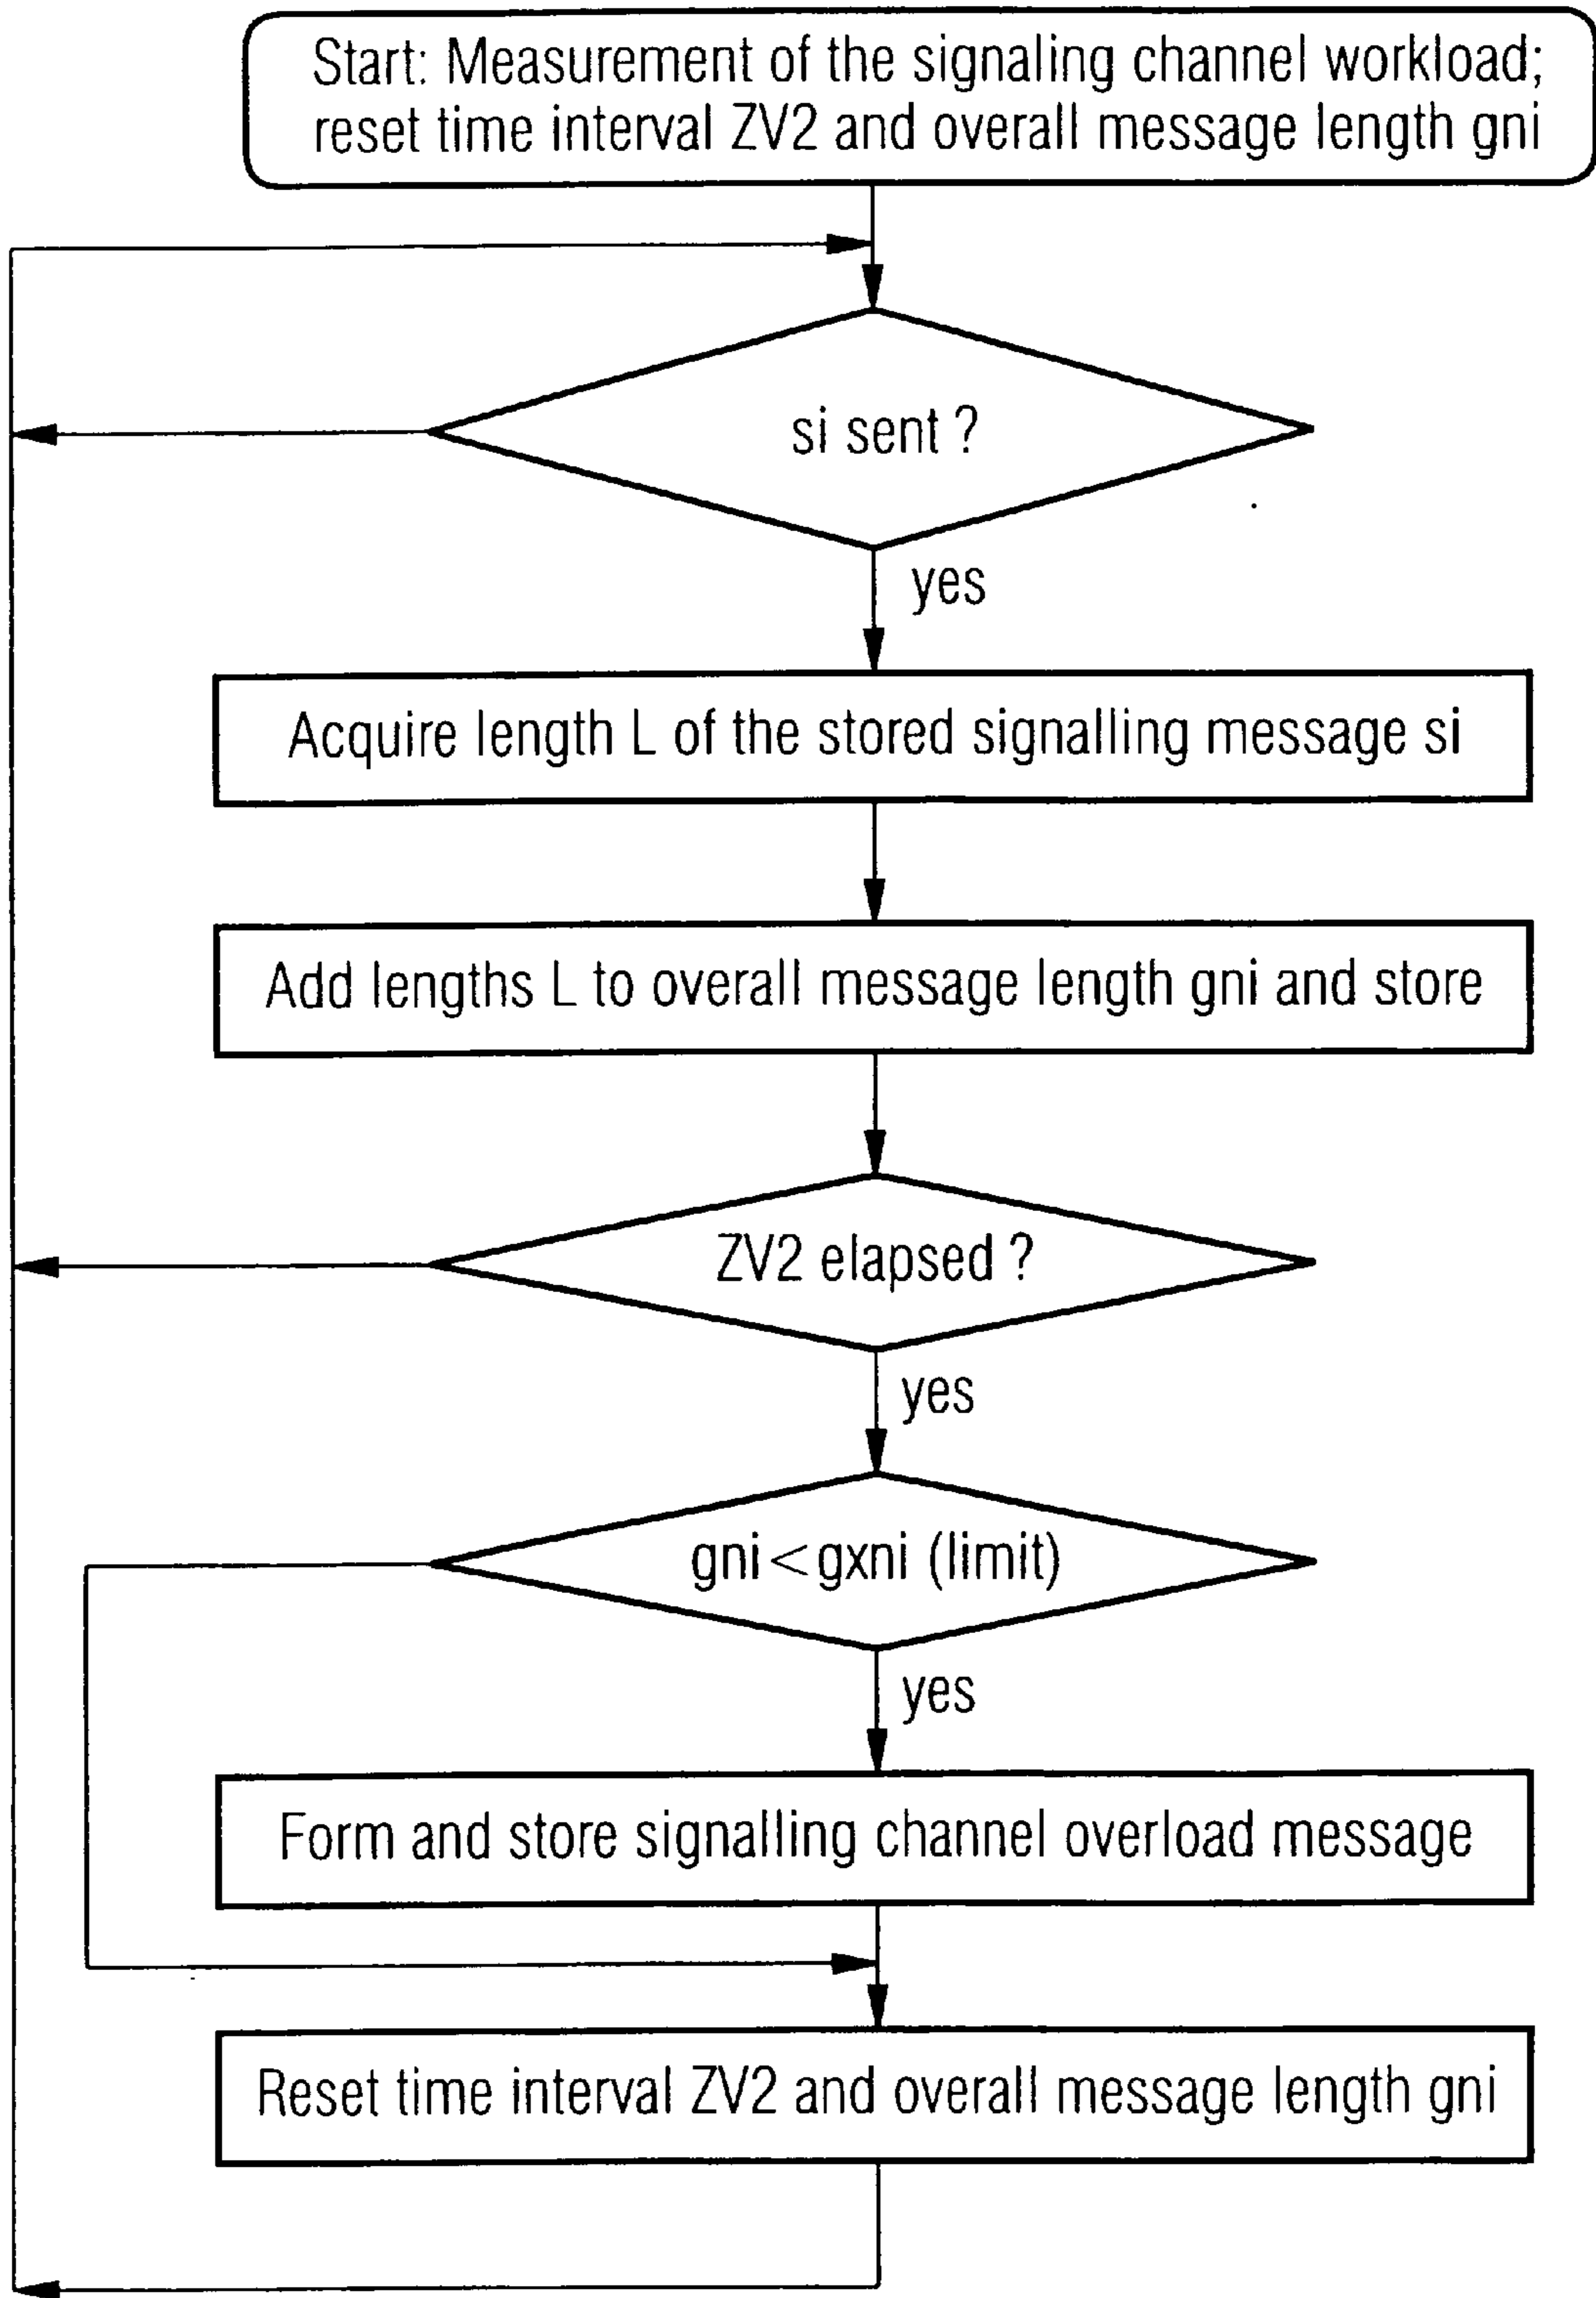 Start: Measurement of the signaling channel workload;
reset time interval ZV2 and overall message length gni
si sent ?
yes
Acquire length L of the stored signalling message si
Add lengths L to overall message length gni and store
ZV2 elapsed ?
yes
gni < gxni (limit)
yes
Form and store signalling channel overload message
Reset time interval ZV2 and overall message length gni